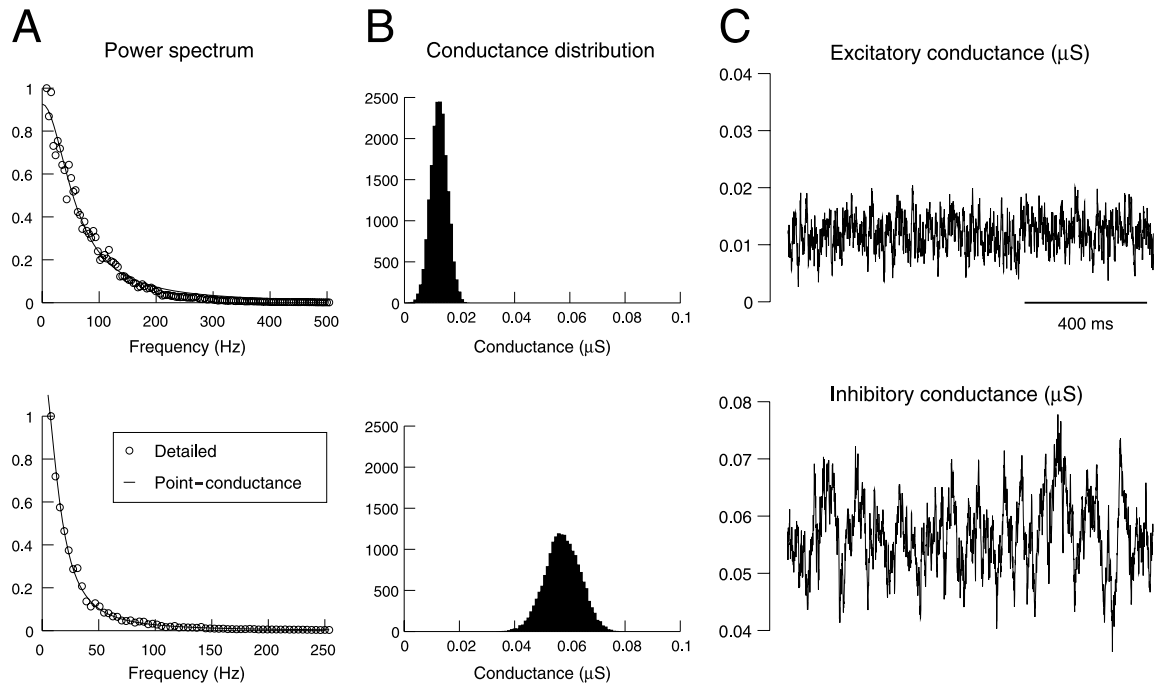 A
Power spectrum
1
0.8
0.6
0.4
0.2
0
0 100 200 300 400 500
Frequency (Hz)
1
0.8
0.6
0.4
0.2
0
0 50 100 150 200 250
Frequency (Hz)
Detailed
Point-conductance
B
Conductance distribution
2500
2000
1500
1000
500
0
0 0.02 0.04 0.06 0.08 0.1
Conductance (μS)
2500
2000
1500
1000
500
0
0 0.02 0.04 0.06 0.08 0.1
Conductance (μS)
C
Excitatory conductance (μS)
0.04
0.03
0.02
0.01
0
400 ms
Inhibitory conductance (μS)
0.08
0.07
0.06
0.05
0.04